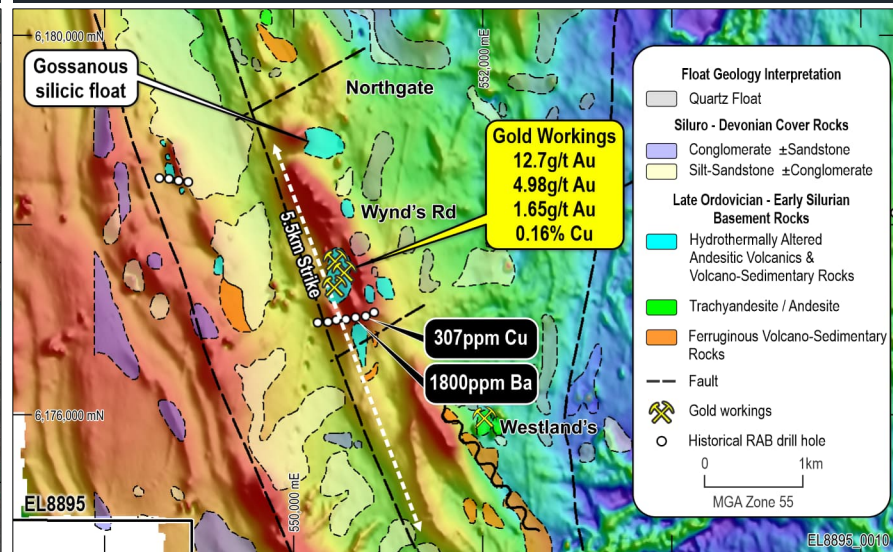 6,180,000 mN
552,000 mE
Gossanous
silicic float
Northgate
Gold Workings
12.7g/t Au
4.98g/t Au
1.65g/t Au
0.16% Cu
Wynd's Rd
5.5km Strike
307ppm Cu
1800ppm Ba
6,176,000 mN
Westland's
550,000 mE
EL8895
Float Geology Interpretation
Quartz Float
Siluro - Devonian Cover Rocks
Conglomerate ±Sandstone
Silt-Sandstone ±Conglomerate
Late Ordovician - Early Silurian
Basement Rocks
Hydrothermally Altered
Andesitic Volcanics &
Volcano-Sedimentary Rocks
Trachyandesite / Andesite
Ferruginous Volcano-Sedimentary
Rocks
Fault
Gold workings
Historical RAB drill hole
0 1km
MGA Zone 55
EL8895_0010